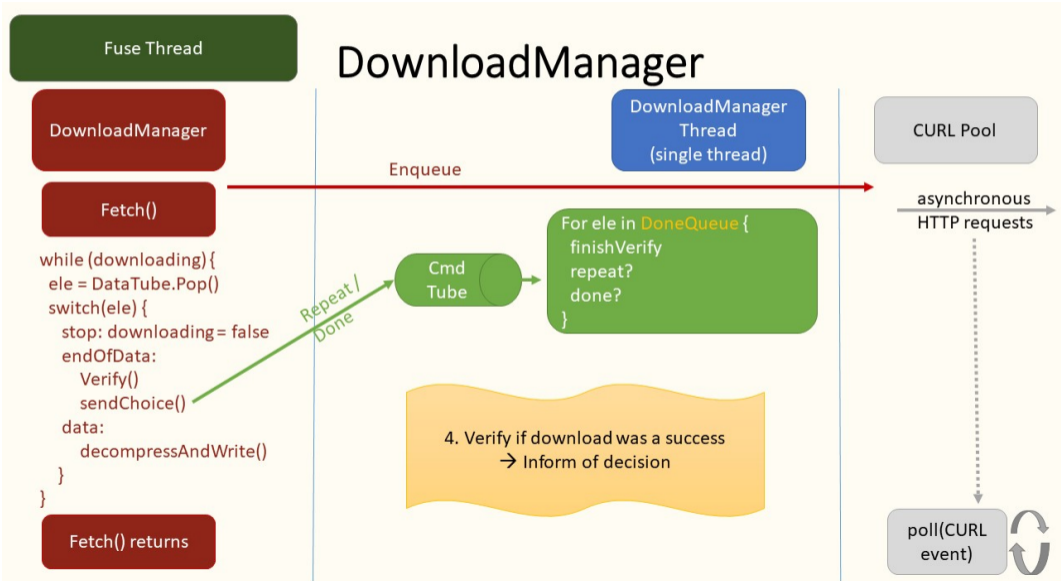 Fuse Thread
DownloadManager
DownloadManager
DownloadManager
Thread
(single thread)
CURL Pool
Enqueue
Fetch()
asynchronous
HTTP requests
while (downloading) {
ele = DataTube.Pop()
switch(ele) {
stop: downloading = false
endOfData:
Verify()
sendChoice()
data:
decompressAndWrite()
}
}
Repeat /
Done
Cmd
Tube
For ele in DoneQueue {
finishVerify
repeat?
done?
}
4. Verify if download was a success
→ Inform of decision
Fetch() returns
poll(CURL
event)